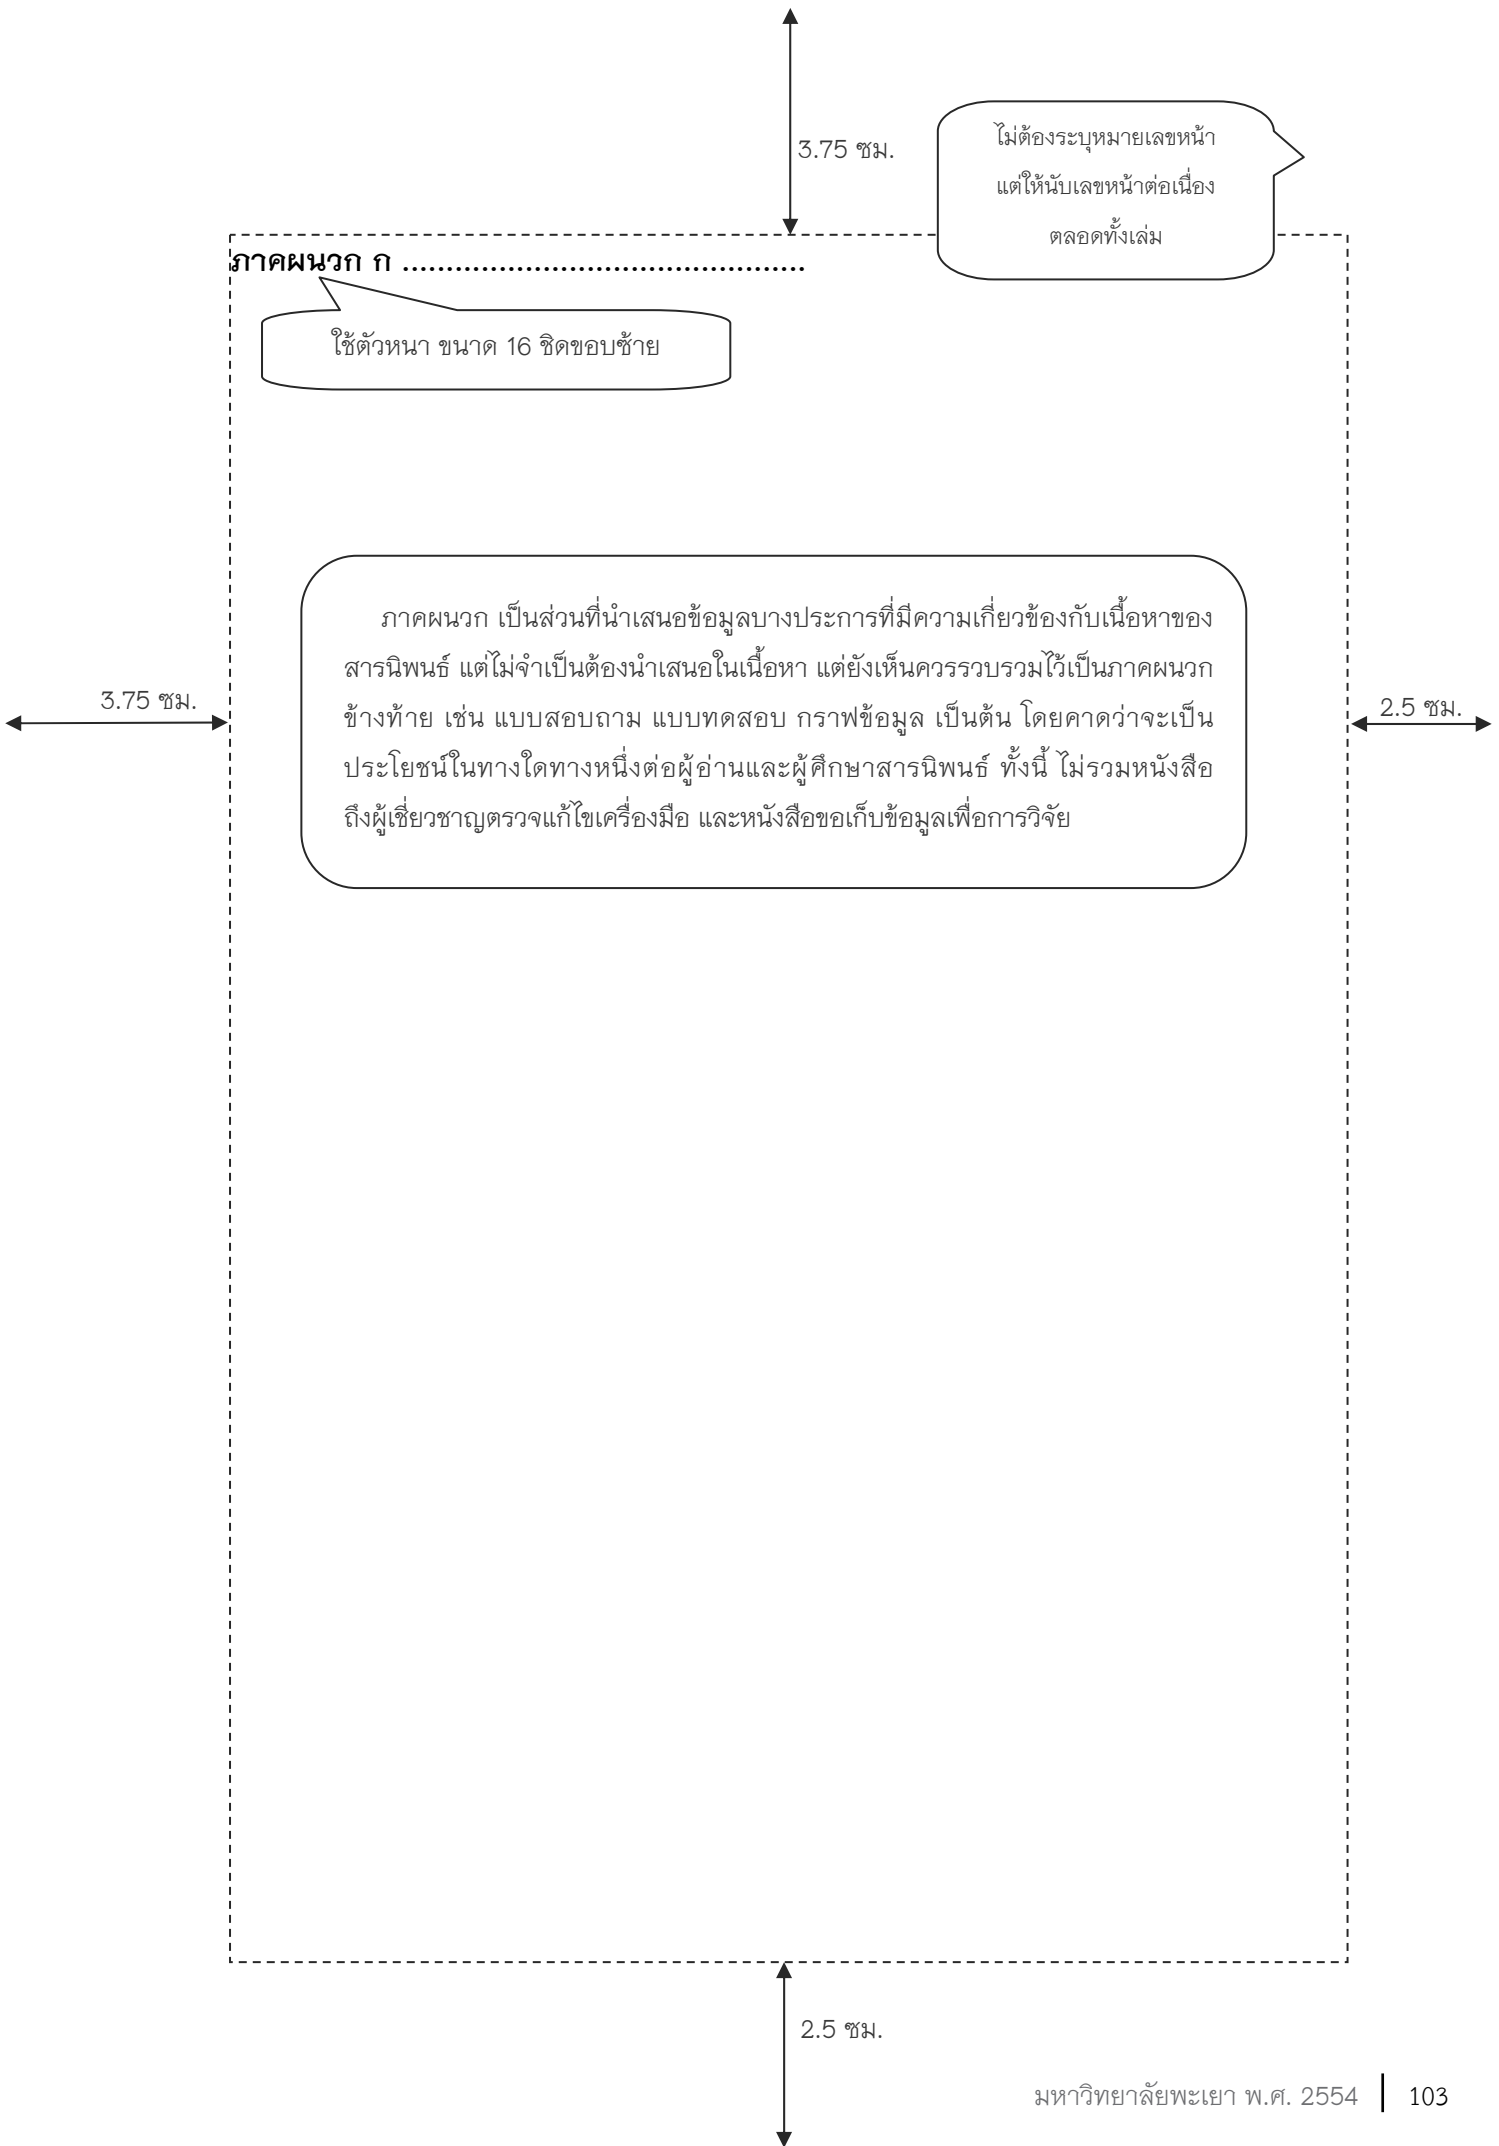 3.75 ซม.
ไม่ต้องระบุหมายเลขหน้า
แต่ให้นับเลขหน้าต่อเนื่อง
ตลอดทั้งเล่ม
ภาคผนวก ก ..............................................
ใช้ตัวหนา ขนาด 16 ชิดขอบซ้าย
ภาคผนวก เป็นส่วนที่นำเสนอข้อมูลบางประการที่มีความเกี่ยวข้องกับเนื้อหาของ
สารนิพนธ์ แต่ไม่จำเป็นต้องนำเสนอในเนื้อหา แต่ยังเห็นควรรวบรวมไว้เป็นภาคผนวก
ข้างท้าย เช่น แบบสอบถาม แบบทดสอบ กราฟข้อมูล เป็นต้น โดยคาดว่าจะเป็น
ประโยชน์ในทางใดทางหนึ่งต่อผู้อ่านและผู้ศึกษาสารนิพนธ์ ทั้งนี้ ไม่รวมหนังสือ
ถึงผู้เชี่ยวชาญตรวจแก้ไขเครื่องมือ และหนังสือขอเก็บข้อมูลเพื่อการวิจัย
3.75 ซม.
2.5 ซม.
2.5 ซม.
มหาวิทยาลัยพะเยา พ.ศ. 2554 | 103